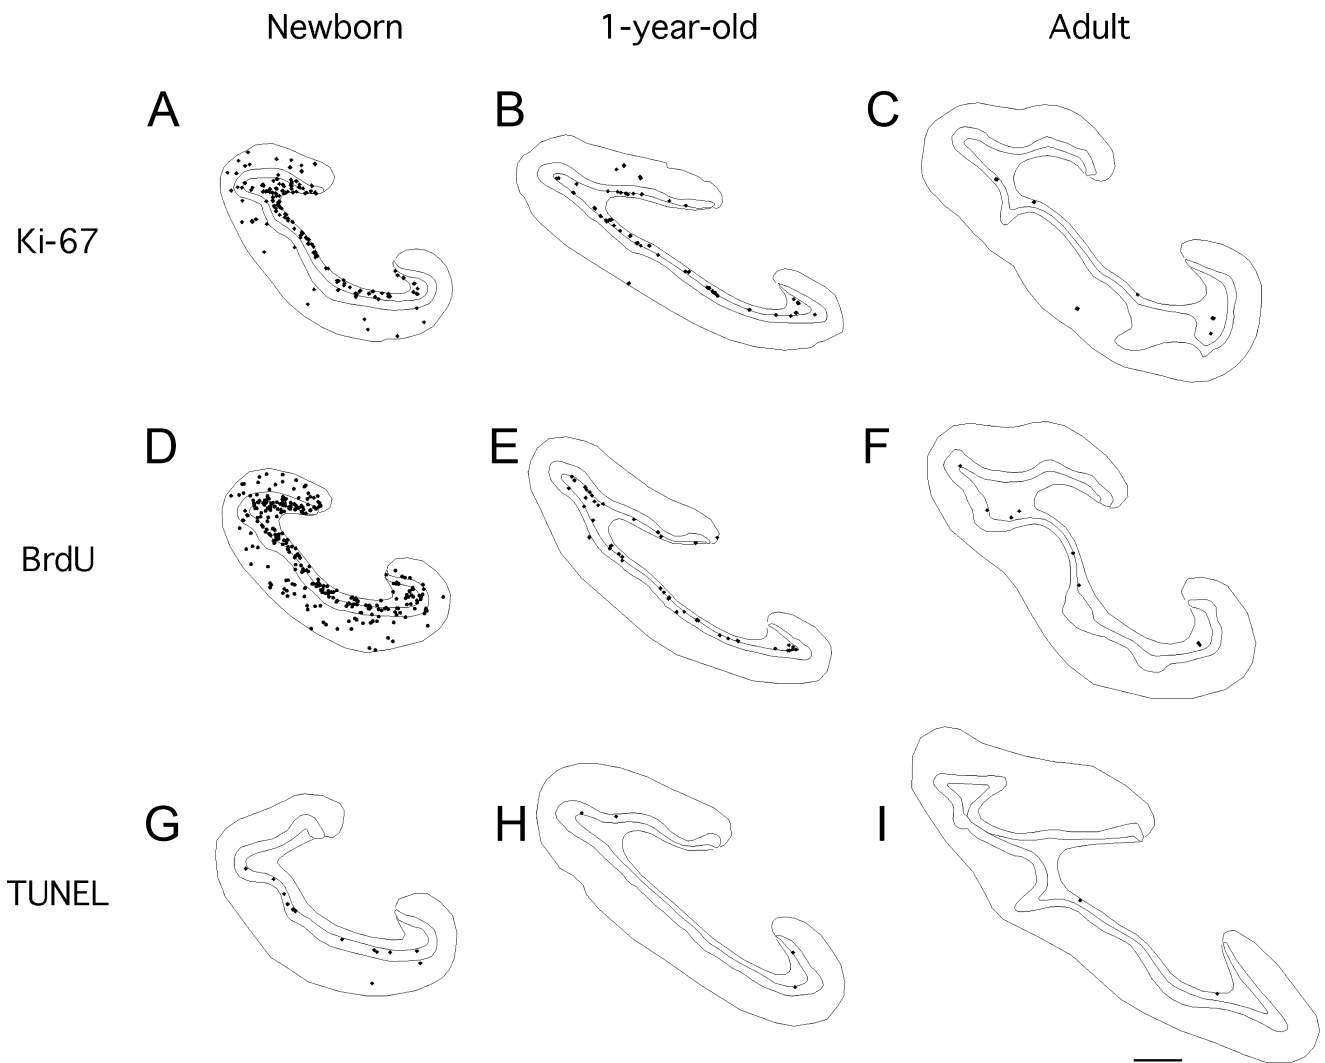 Newborn 1-year-old Adult
A B C
Ki-67
D E F
BrdU
G H I
TUNEL